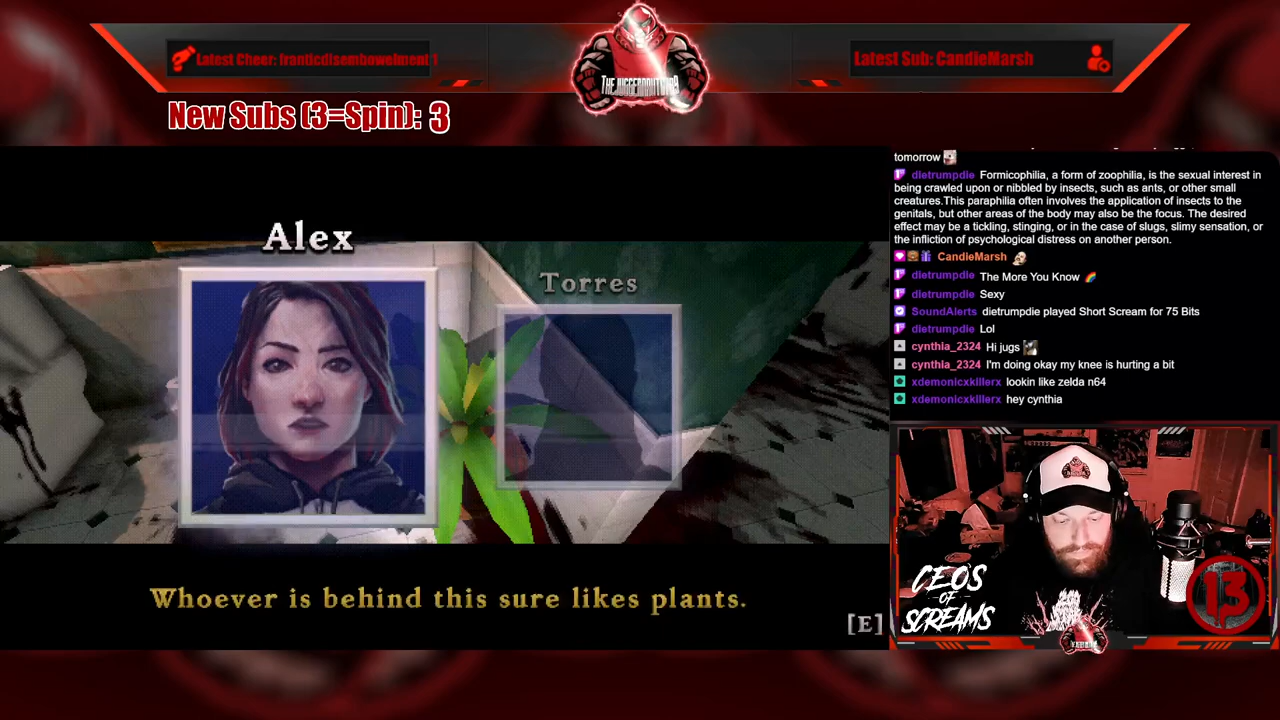 Latest Cheer: franticdisembowelment 1
Latest Sub: CandieMarsh
THEJUGGERNAUT
New Subs (3=Spin): 3
tomorrow
dietrumpdie Formicophilia, a form of zoophilia, is the sexual interest in
being crawled upon or nibbled by insects, such as ants, or other small
creatures.This paraphilia often involves the application of insects to the
genitals, but other areas of the body may also be the focus. The desired
effect may be a tickling, stinging, or in the case of slugs, slimy sensation, or
the infliction of psychological distress on another person.
CandieMarsh
dietrumpdie The More You Know
dietrumpdie Sexy
SoundAlerts dietrumpdie played Short Scream for 75 Bits
dietrumpdie Lol
cynthia_2324 Hi jugs
cynthia_2324 I'm doing okay my knee is hurting a bit
xdemonicxkillerx lookin like zelda n64
xdemonicxkillerx hey cynthia
Alex
Torres
Whoever is behind this sure likes plants.
[E]
CEO'S
OF
SCREAMS
13